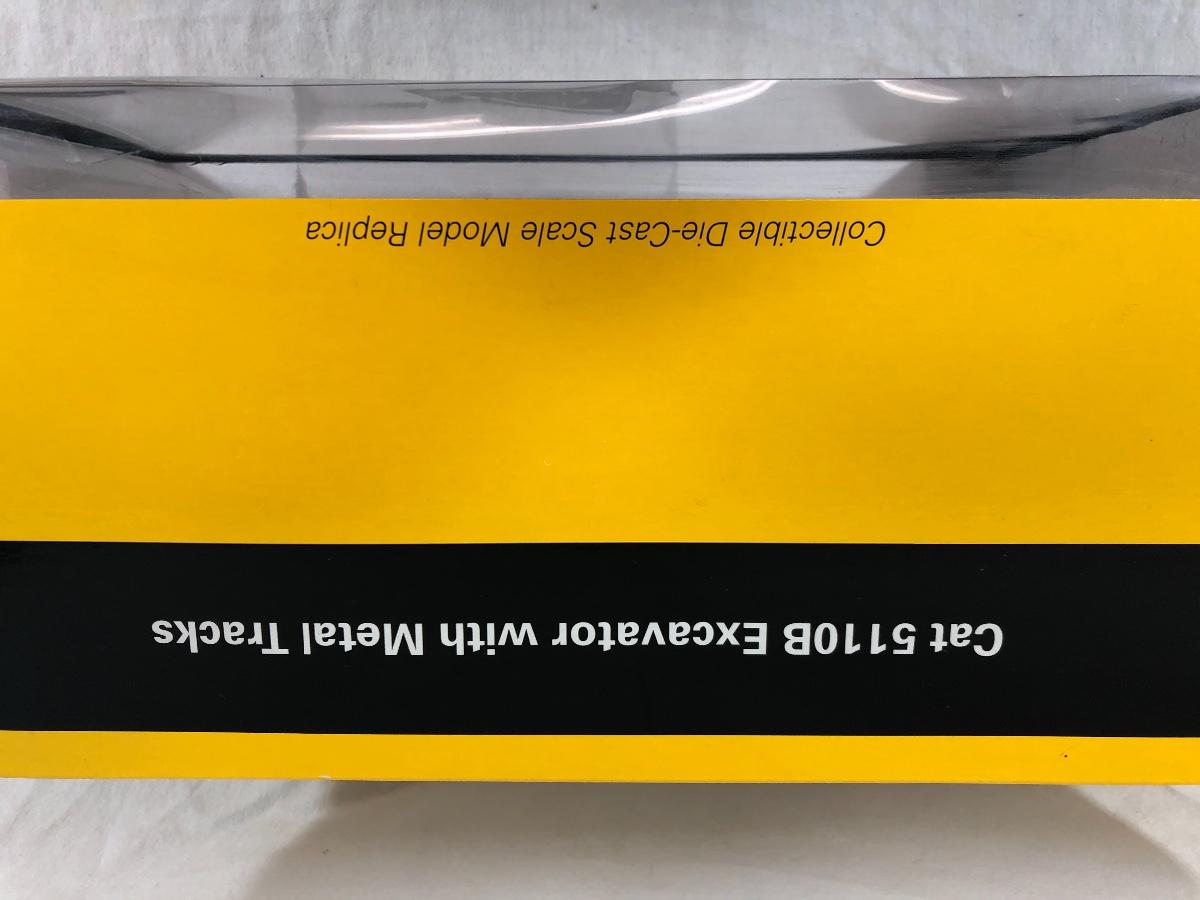 Cat 5110B Excavator with Metal Tracks
Collectible Die-Cast Scale Model Replica